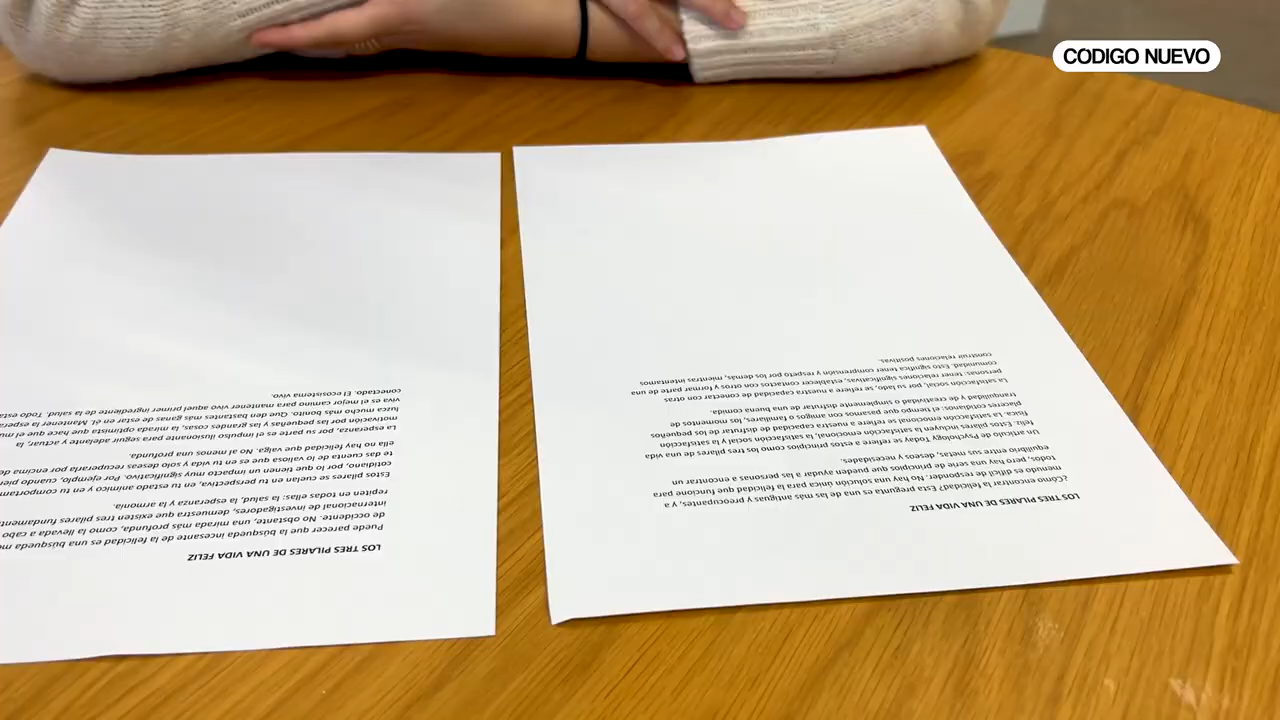 CODIGO NUEVO
LOS TRES PILARES DE UNA VIDA FELIZ
Puede parecer que la búsqueda incesante de la felicidad es una búsqueda
de occidente. No obstante, una mirada más profunda, como la llevada a cabo
internacional de investigadores, demuestra que existen tres pilares
repiten en todas ellas: la salud, la esperanza y la armonía.
Estos pilares se cuelan en tu perspectiva, en tu estado anímico y en tu
cotidiano, por lo que tienen un impacto muy significativo. Por ejemplo, cuando
te das cuenta de lo valiosa que es en tu vida y solo deseas recuperarla por encima
ella no hay felicidad que valga. No al menos una profunda.
La esperanza, por su parte es el impulso ilusionante para seguir adelante y actuar, la
motivación por las pequeñas y las grandes cosas, la mirada optimista que hace que el
luzca mucho más bonito. Que den bastantes más ganas de estar en él. Mantener la
viva es el mejor camino para mantener vivo aquel primer ingrediente de la salud. Todo
conectado. El ecosistema vivo.
LOS TRES PILARES DE UNA VIDA FELIZ
¿Cómo encontrar la felicidad? Esta pregunta es una de las más antiguas y preocupantes, y a
menudo es difícil de responder. No hay una solución única para la felicidad que funcione para
todos, pero hay una serie de principios que pueden ayudar a las personas a encontrar un
equilibrio entre sus metas, deseos y necesidades.
Un artículo de Psychology Today se refiere a estos principios como los tres pilares de una vida
feliz. Estos pilares incluyen la satisfacción emocional, la satisfacción social y la satisfacción
física. La satisfacción emocional se refiere a nuestra capacidad de disfrutar de los pequeños
placeres cotidianos: el tiempo que pasamos con amigos o familiares, los momentos de
tranquilidad y de creatividad o simplemente disfrutar de una buena comida.
La satisfacción social, por su lado, se refiere a nuestra capacidad de conectar con otras
personas: tener relaciones significativas, establecer contactos con otros y formar parte de una
comunidad. Esto significa tener comprensión y respeto por los demás, mientras intentamos
construir relaciones positivas.